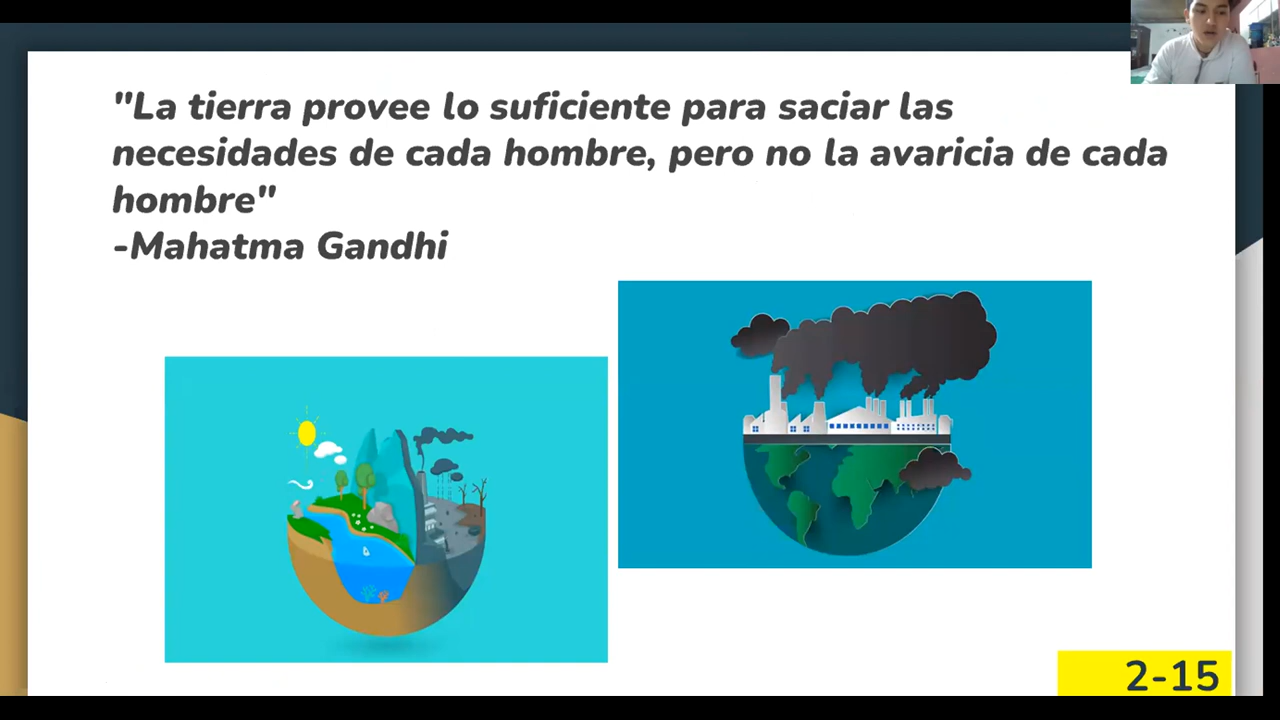 "La tierra provee lo suficiente para saciar las
necesidades de cada hombre, pero no la avaricia de cada
hombre"
-Mahatma Gandhi
2-15